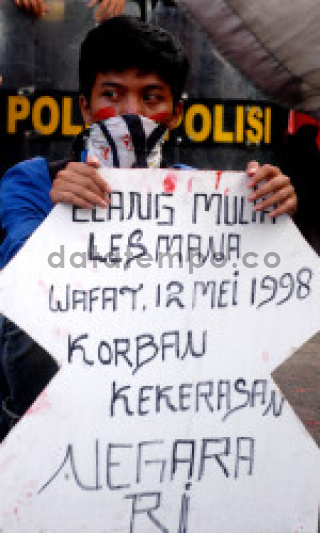 POLISI POLISI
ELANG MULIA
LESMANA
datatempo.co
WAFAT, 12 MEI 1998
KORBAN
KEKERASAN
NEGARA
RI